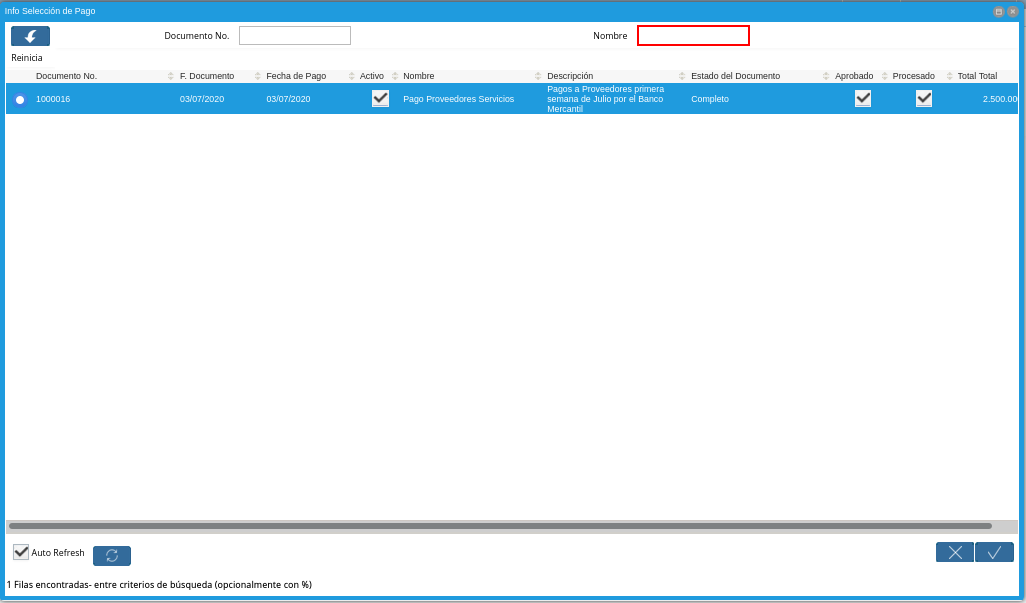 Info Selección de Pago
Documento No.
Nombre
Reinicia
Documento No. F. Documento Fecha de Pago Activo Nombre Descripción Estado del Documento Aprobado Procesado Total Total
1000016 03/07/2020 03/07/2020 Pago Proveedores Servicios Pagos a Proveedores primera
semana de Julio por el Banco
Mercantil
Completo 2.500.00
Auto Refresh
1 Filas encontradas- entre criterios de búsqueda (opcionalmente con %)